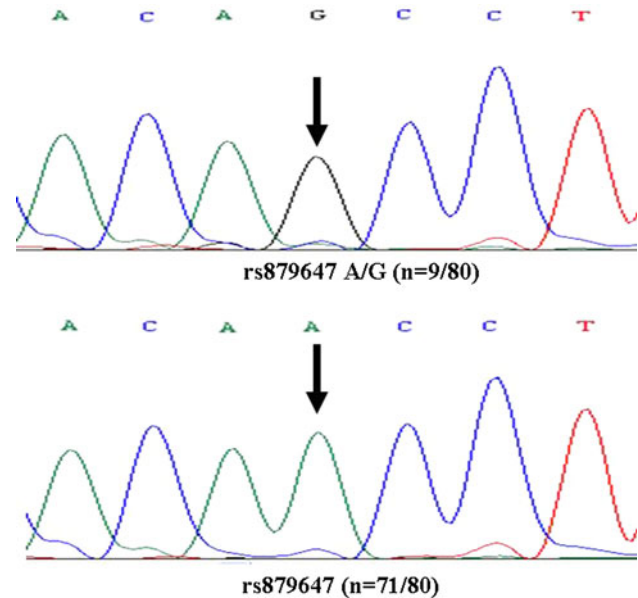 A C A G C C T
rs879647 A/G (n=9/80)
A C A A C C T
rs879647 (n=71/80)